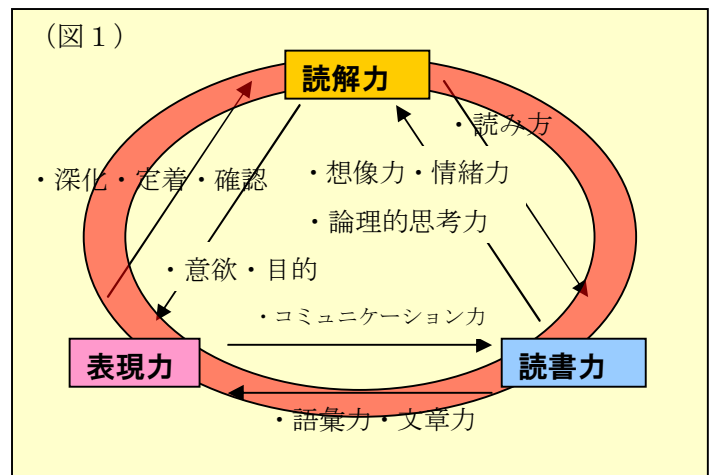 (図1)
読解力
・読み方
・想像力・情緒力
・深化・定着・確認
・論理的思考力
・意欲・目的
・コミュニケーション力
表現力
読書力
・語彙力・文章力